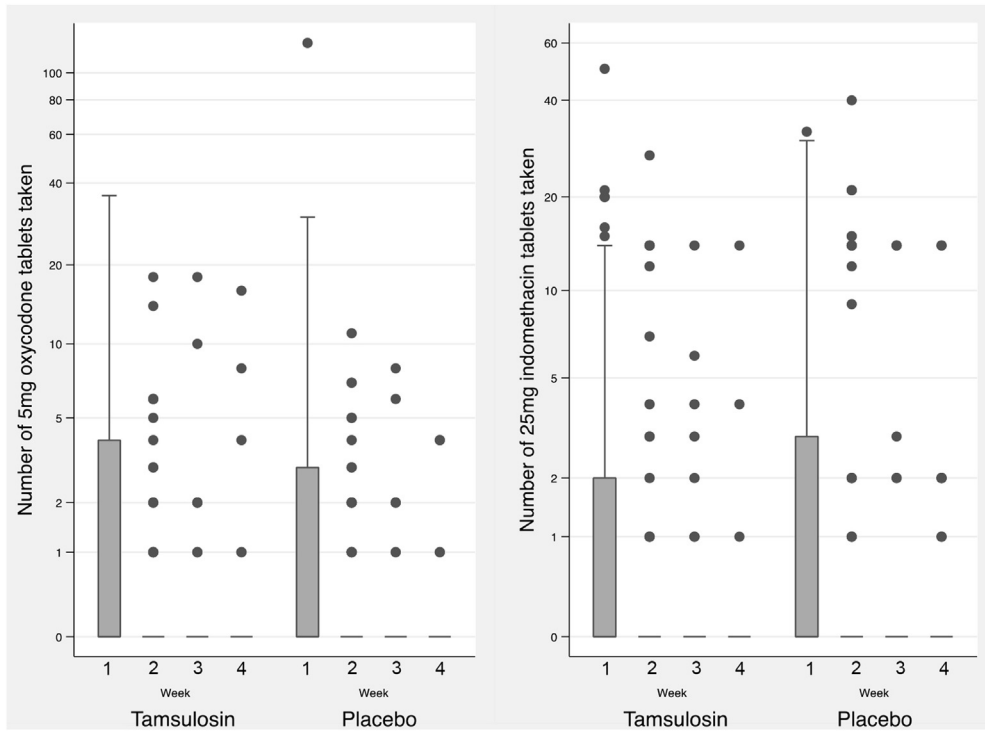 Number of 5mg oxycodone tablets taken
100
80
60
40
20
10
5
2
1
0
1 2 3 4 1 2 3 4
Week Week
Tamsulosin Placebo
Number of 25mg indomethacin tablets taken
60
40
20
10
5
2
1
0
1 2 3 4 1 2 3 4
Week Week
Tamsulosin Placebo